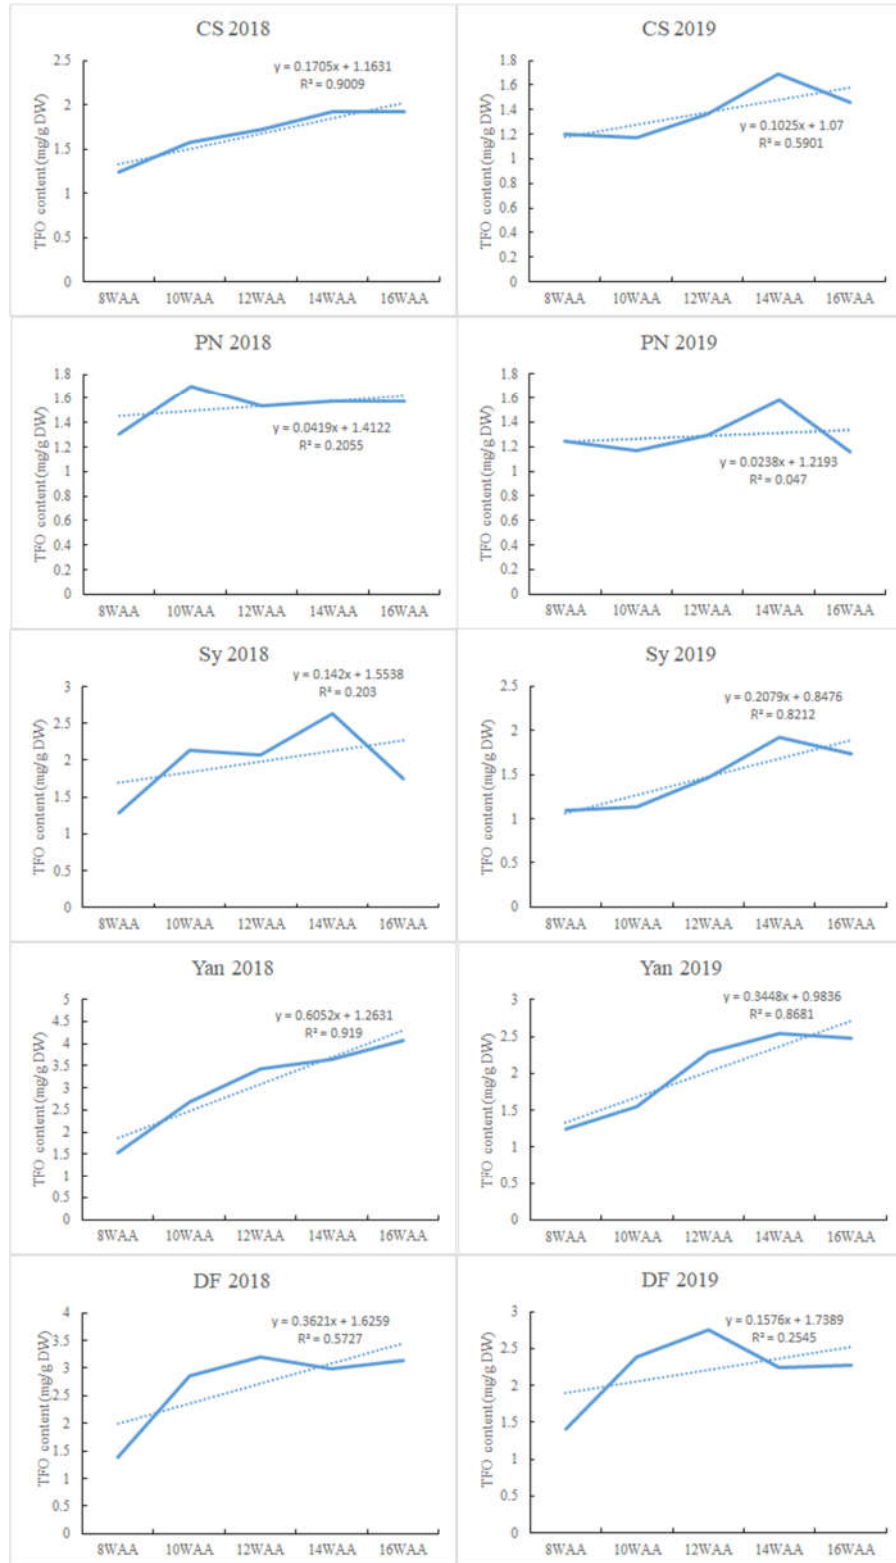 CS 2018
y = 0.1705x + 1.1631
R² = 0.9009
TFO content(mg/g DW)
2.5
2
1.5
1
0.5
0
8WAA 10WAA 12WAA 14WAA 16WAA
CS 2019
y = 0.1025x + 1.07
R² = 0.5901
TFO content(mg/g DW)
1.8
1.6
1.4
1.2
1
0.8
0.6
0.4
0.2
0
8WAA 10WAA 12WAA 14WAA 16WAA
PN 2018
y = 0.0419x + 1.4122
R² = 0.2055
TFO content(mg/g DW)
1.8
1.6
1.4
1.2
1
0.8
0.6
0.4
0.2
0
8WAA 10WAA 12WAA 14WAA 16WAA
PN 2019
y = 0.0238x + 1.2193
R² = 0.047
TFO content(mg/g DW)
1.8
1.6
1.4
1.2
1
0.8
0.6
0.4
0.2
0
8WAA 10WAA 12WAA 14WAA 16WAA
Sy 2018
y = 0.142x + 1.5538
R² = 0.203
TFO content(mg/g DW)
3
2.5
2
1.5
1
0.5
0
8WAA 10WAA 12WAA 14WAA 16WAA
Sy 2019
y = 0.2079x + 0.8476
R² = 0.8212
TFO content(mg/g DW)
2.5
2
1.5
1
0.5
0
8WAA 10WAA 12WAA 14WAA 16WAA
Yan 2018
y = 0.6052x + 1.2631
R² = 0.919
TFO content(mg/g DW)
5
4.5
4
3.5
3
2.5
2
1.5
1
0.5
0
8WAA 10WAA 12WAA 14WAA 16WAA
Yan 2019
y = 0.3448x + 0.9836
R² = 0.8681
TFO content(mg/g DW)
3
2.5
2
1.5
1
0.5
0
8WAA 10WAA 12WAA 14WAA 16WAA
DF 2018
y = 0.3621x + 1.6259
R² = 0.5727
TFO content(mg/g DW)
4
3.5
3
2.5
2
1.5
1
0.5
0
8WAA 10WAA 12WAA 14WAA 16WAA
DF 2019
y = 0.1576x + 1.7389
R² = 0.2545
TFO content(mg/g DW)
3
2.5
2
1.5
1
0.5
0
8WAA 10WAA 12WAA 14WAA 16WAA